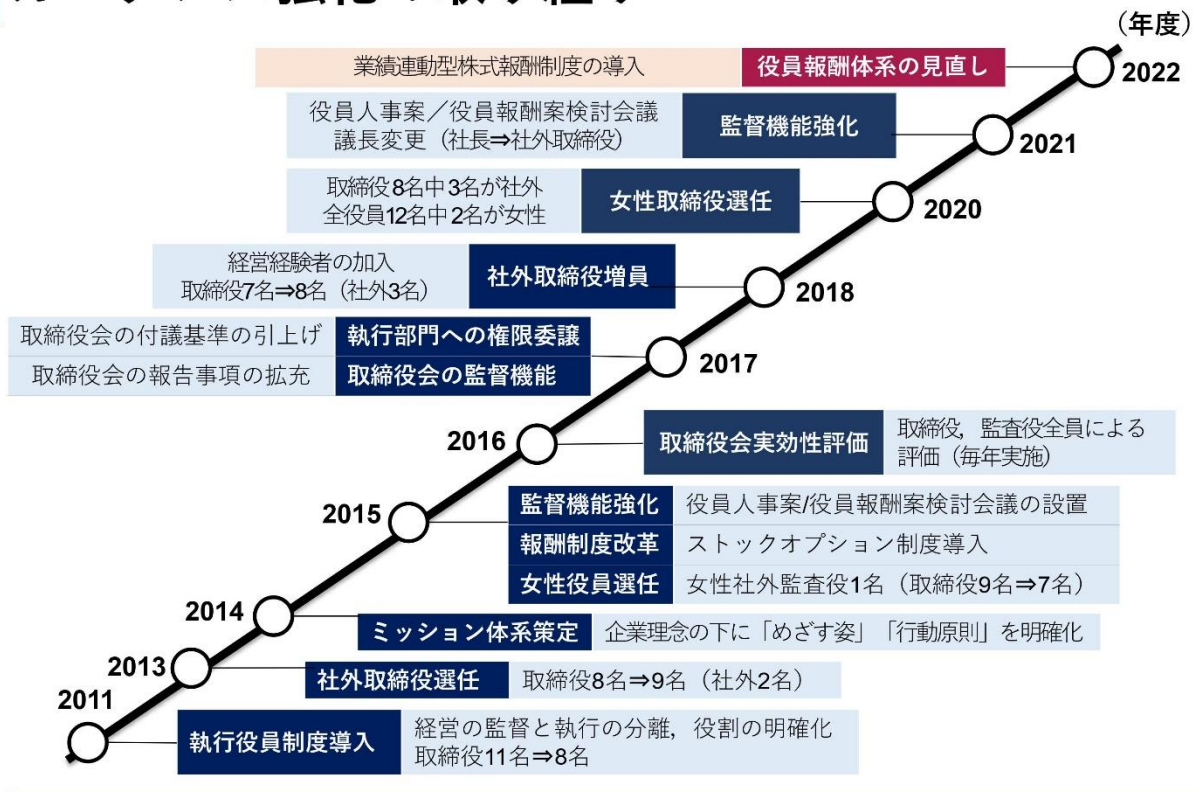 （年度）
業績連動型株式報酬制度の導入 役員報酬体系の見直し 2022
役員人事案／役員報酬案検討会議
議長変更（社長⇒社外取締役）
監督機能強化 2021
取締役8名中3名が社外
全役員12名中2名が女性
女性取締役選任 2020
経営経験者の加入
取締役7名⇒8名（社外3名）
社外取締役増員 2018
取締役会の付議基準の引上げ 執行部門への権限委譲
取締役会の報告事項の拡充 取締役会の監督機能
2017
2016 取締役会実効性評価
取締役，監査役全員による
評価（毎年実施）
2015
監督機能強化 役員人事案/役員報酬案検討会議の設置
報酬制度改革 ストックオプション制度導入
女性役員選任 女性社外監査役1名（取締役9名⇒7名）
2014
ミッション体系策定 企業理念の下に「めざす姿」「行動原則」を明確化
2013
社外取締役選任 取締役8名⇒9名（社外2名）
2011
執行役員制度導入
経営の監督と執行の分離，役割の明確化
取締役11名⇒8名